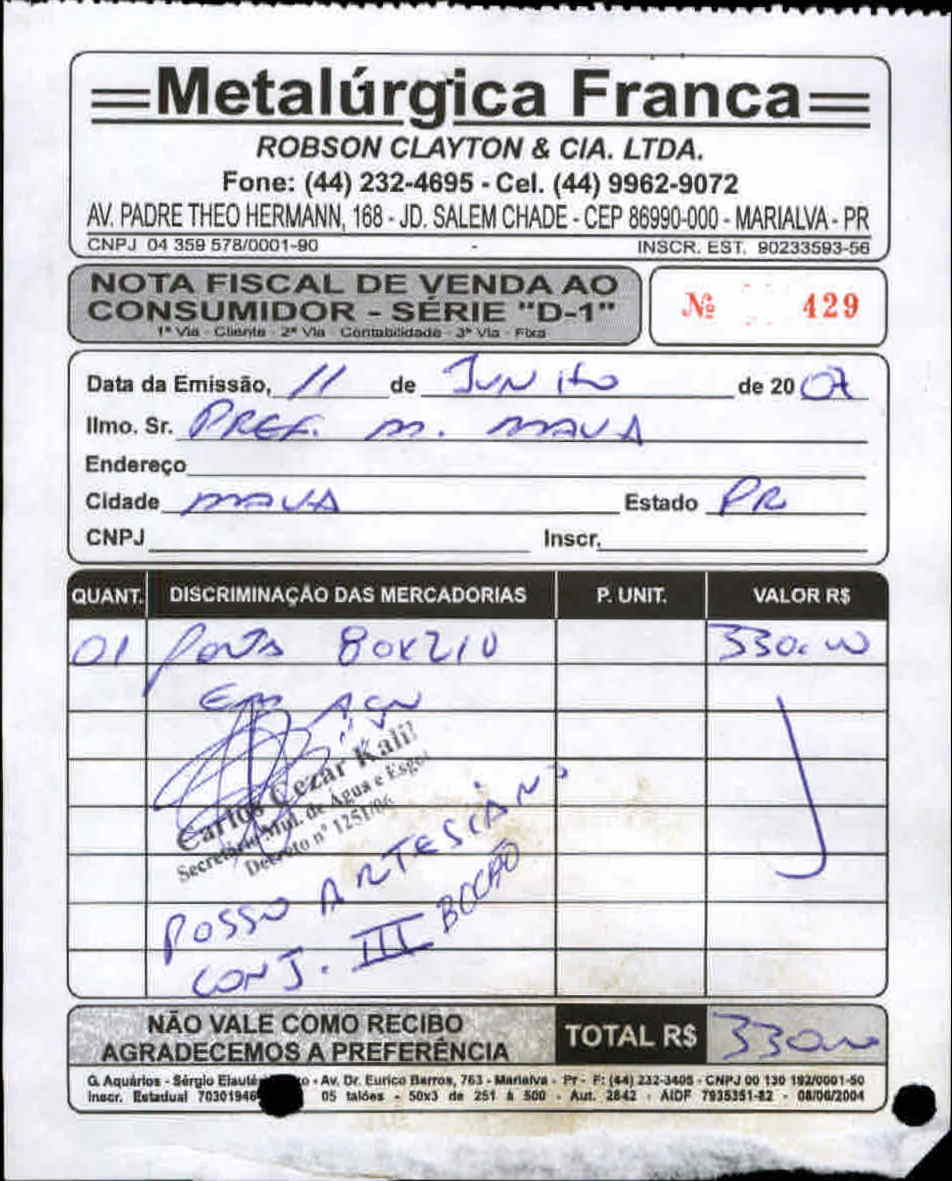 Metalúrgica Franca
ROBSON CLAYTON & CIA. LTDA.
Fone: (44) 232-4695 - Cel. (44) 9962-9072
AV. PADRE THEO HERMANN, 168 - JD. SALEM CHADE - CEP 86990-000 - MARIALVA - PR
CNPJ 04 359 578/0001-90 - INSCR. EST. 90233593-56
NOTA FISCAL DE VENDA AO
CONSUMIDOR - SÉRIE "D-1"
1ª Via - Cliente - 2ª Via - Contabilidade - 3ª Via - Fixa
Nº 429
Data da Emissão, 11 de JUNHO de 2007
Ilmo. Sr. PREF. M. MAUA
Endereço
Cidade MAUA Estado PR
CNPJ Inscr.
QUANT. DISCRIMINAÇÃO DAS MERCADORIAS P. UNIT. VALOR R$
01 80x210 330,00
EM AÇO
Carlos Cezar Kalil
Secretário Mul. de Água e Esgoto
Decreto nº 1251/06
POSSO ARTESIANO
CONJ. III BOCÃO
NÃO VALE COMO RECIBO
AGRADECEMOS A PREFERÊNCIA
TOTAL R$ 330,00
G. Aquários - Sérgio - Av. Dr. Eurico Barros, 763 - Marialva - Pr - F: (44) 232-3405 - CNPJ 00 130 192/0001-50
Inscr. Estadual 70301946 05 talões - 50x3 de 251 à 500 - Aut. 2842 - AIDF 7935351-82 - 08/06/2004